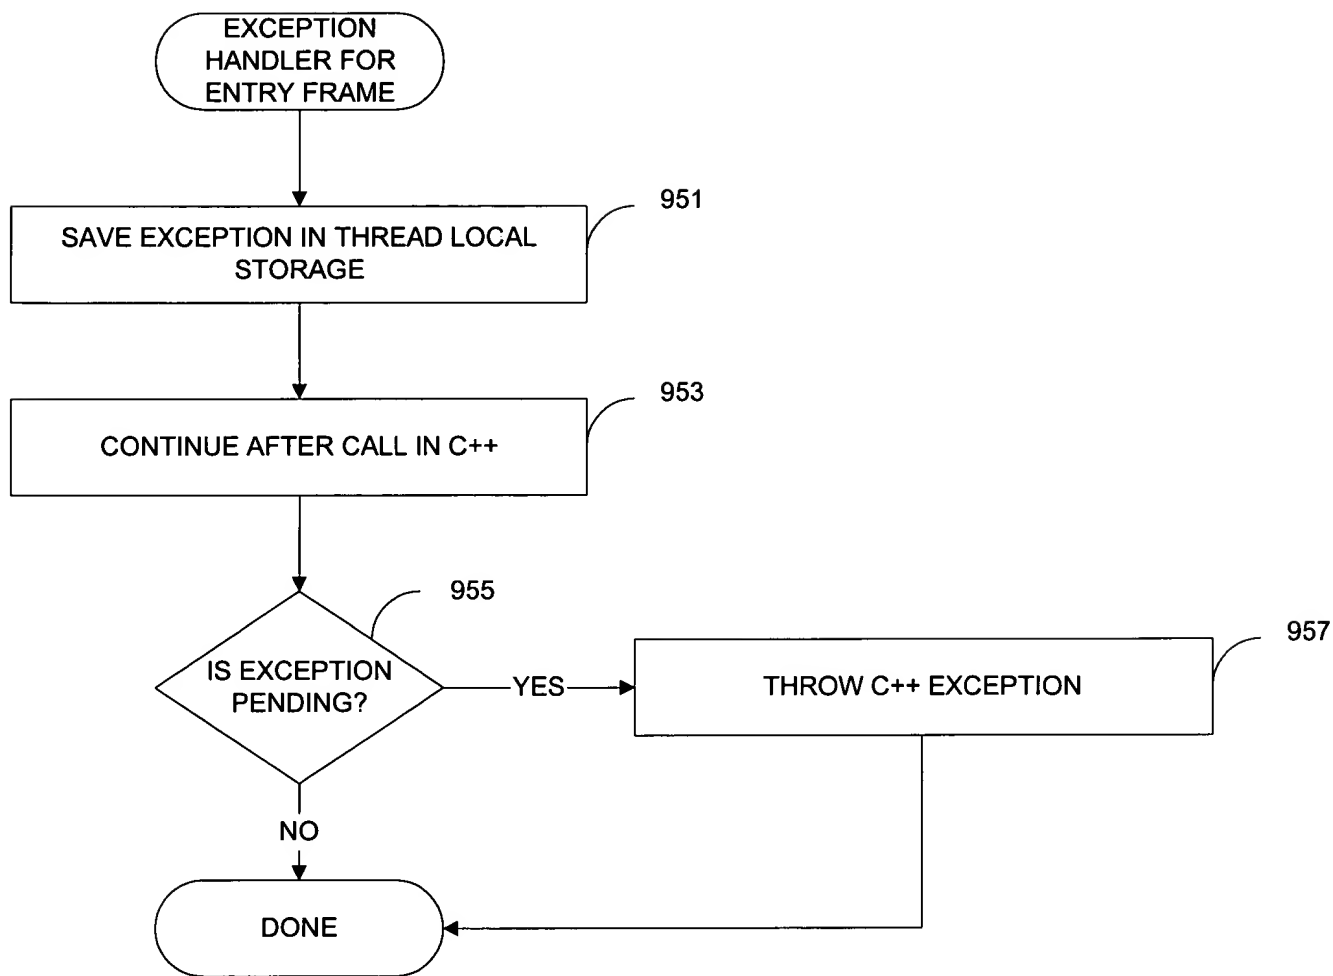 EXCEPTION
HANDLER FOR
ENTRY FRAME
951
SAVE EXCEPTION IN THREAD LOCAL
STORAGE
953
CONTINUE AFTER CALL IN C++
955
IS EXCEPTION
PENDING?
YES
957
THROW C++ EXCEPTION
NO
DONE